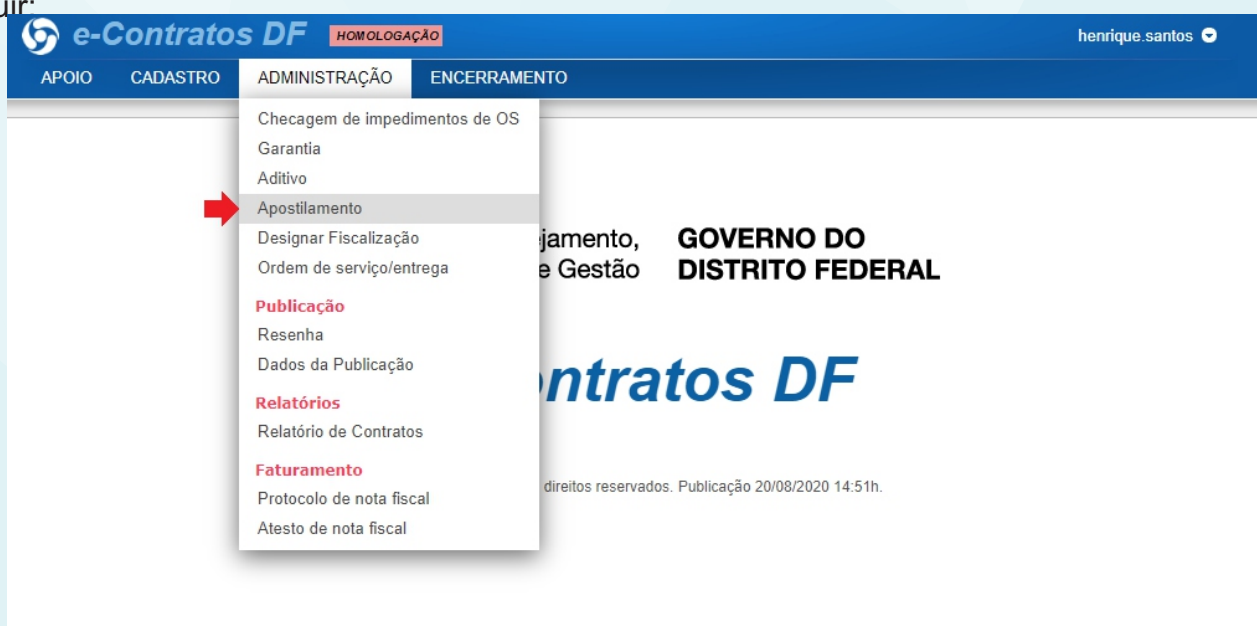 uir:
e-Contratos DF HOMOLOGAÇÃO henrique.santos
APOIO CADASTRO ADMINISTRAÇÃO ENCERRAMENTO
Checagem de impedimentos de OS
Garantia
Aditivo
Apostilamento
Designar Fiscalização
Ordem de serviço/entrega
Publicação
Resenha
Dados da Publicação
Relatórios
Relatório de Contratos
Faturamento
Protocolo de nota fiscal
Atesto de nota fiscal
jamento, GOVERNO DO
e Gestão DISTRITO FEDERAL
ontratos DF
direitos reservados. Publicação 20/08/2020 14:51h.